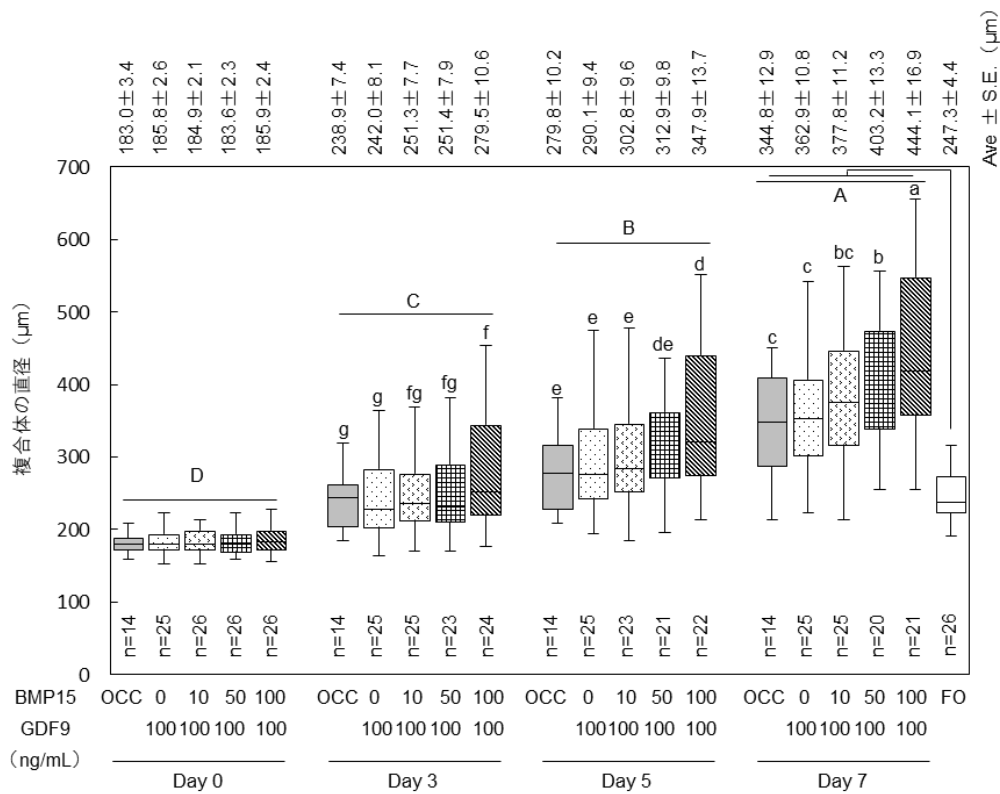 183.0± 3.4 185.8± 2.6 184.9± 2.1 183.6± 2.3 185.9± 2.4 238.9± 7.4 242.0± 8.1 251.3± 7.7 251.4± 7.9 279.5± 10.6 279.8± 10.2 290.1± 9.4 302.8± 9.6 312.9± 9.8 347.9± 13.7 344.8± 12.9 362.9± 10.8 377.8± 11.2 403.2± 13.3 444.1± 16.9 247.3± 4.4 Ave ± S.E. (μm)
700
600
500
400
300
200
100
0
複合体の直径（μm）
D
C
g g fg fg f
B
e e e de d
A
c c bc b a
n=14 n=25 n=26 n=26 n=26 n=14 n=25 n=25 n=23 n=24 n=14 n=25 n=23 n=21 n=22 n=14 n=25 n=25 n=20 n=21 n=26
BMP15 OCC 0 10 50 100 OCC 0 10 50 100 OCC 0 10 50 100 OCC 0 10 50 100 FO
GDF9 100 100 100 100 100 100 100 100 100 100 100 100 100 100 100 100
（ng/mL）
Day 0 Day 3 Day 5 Day 7